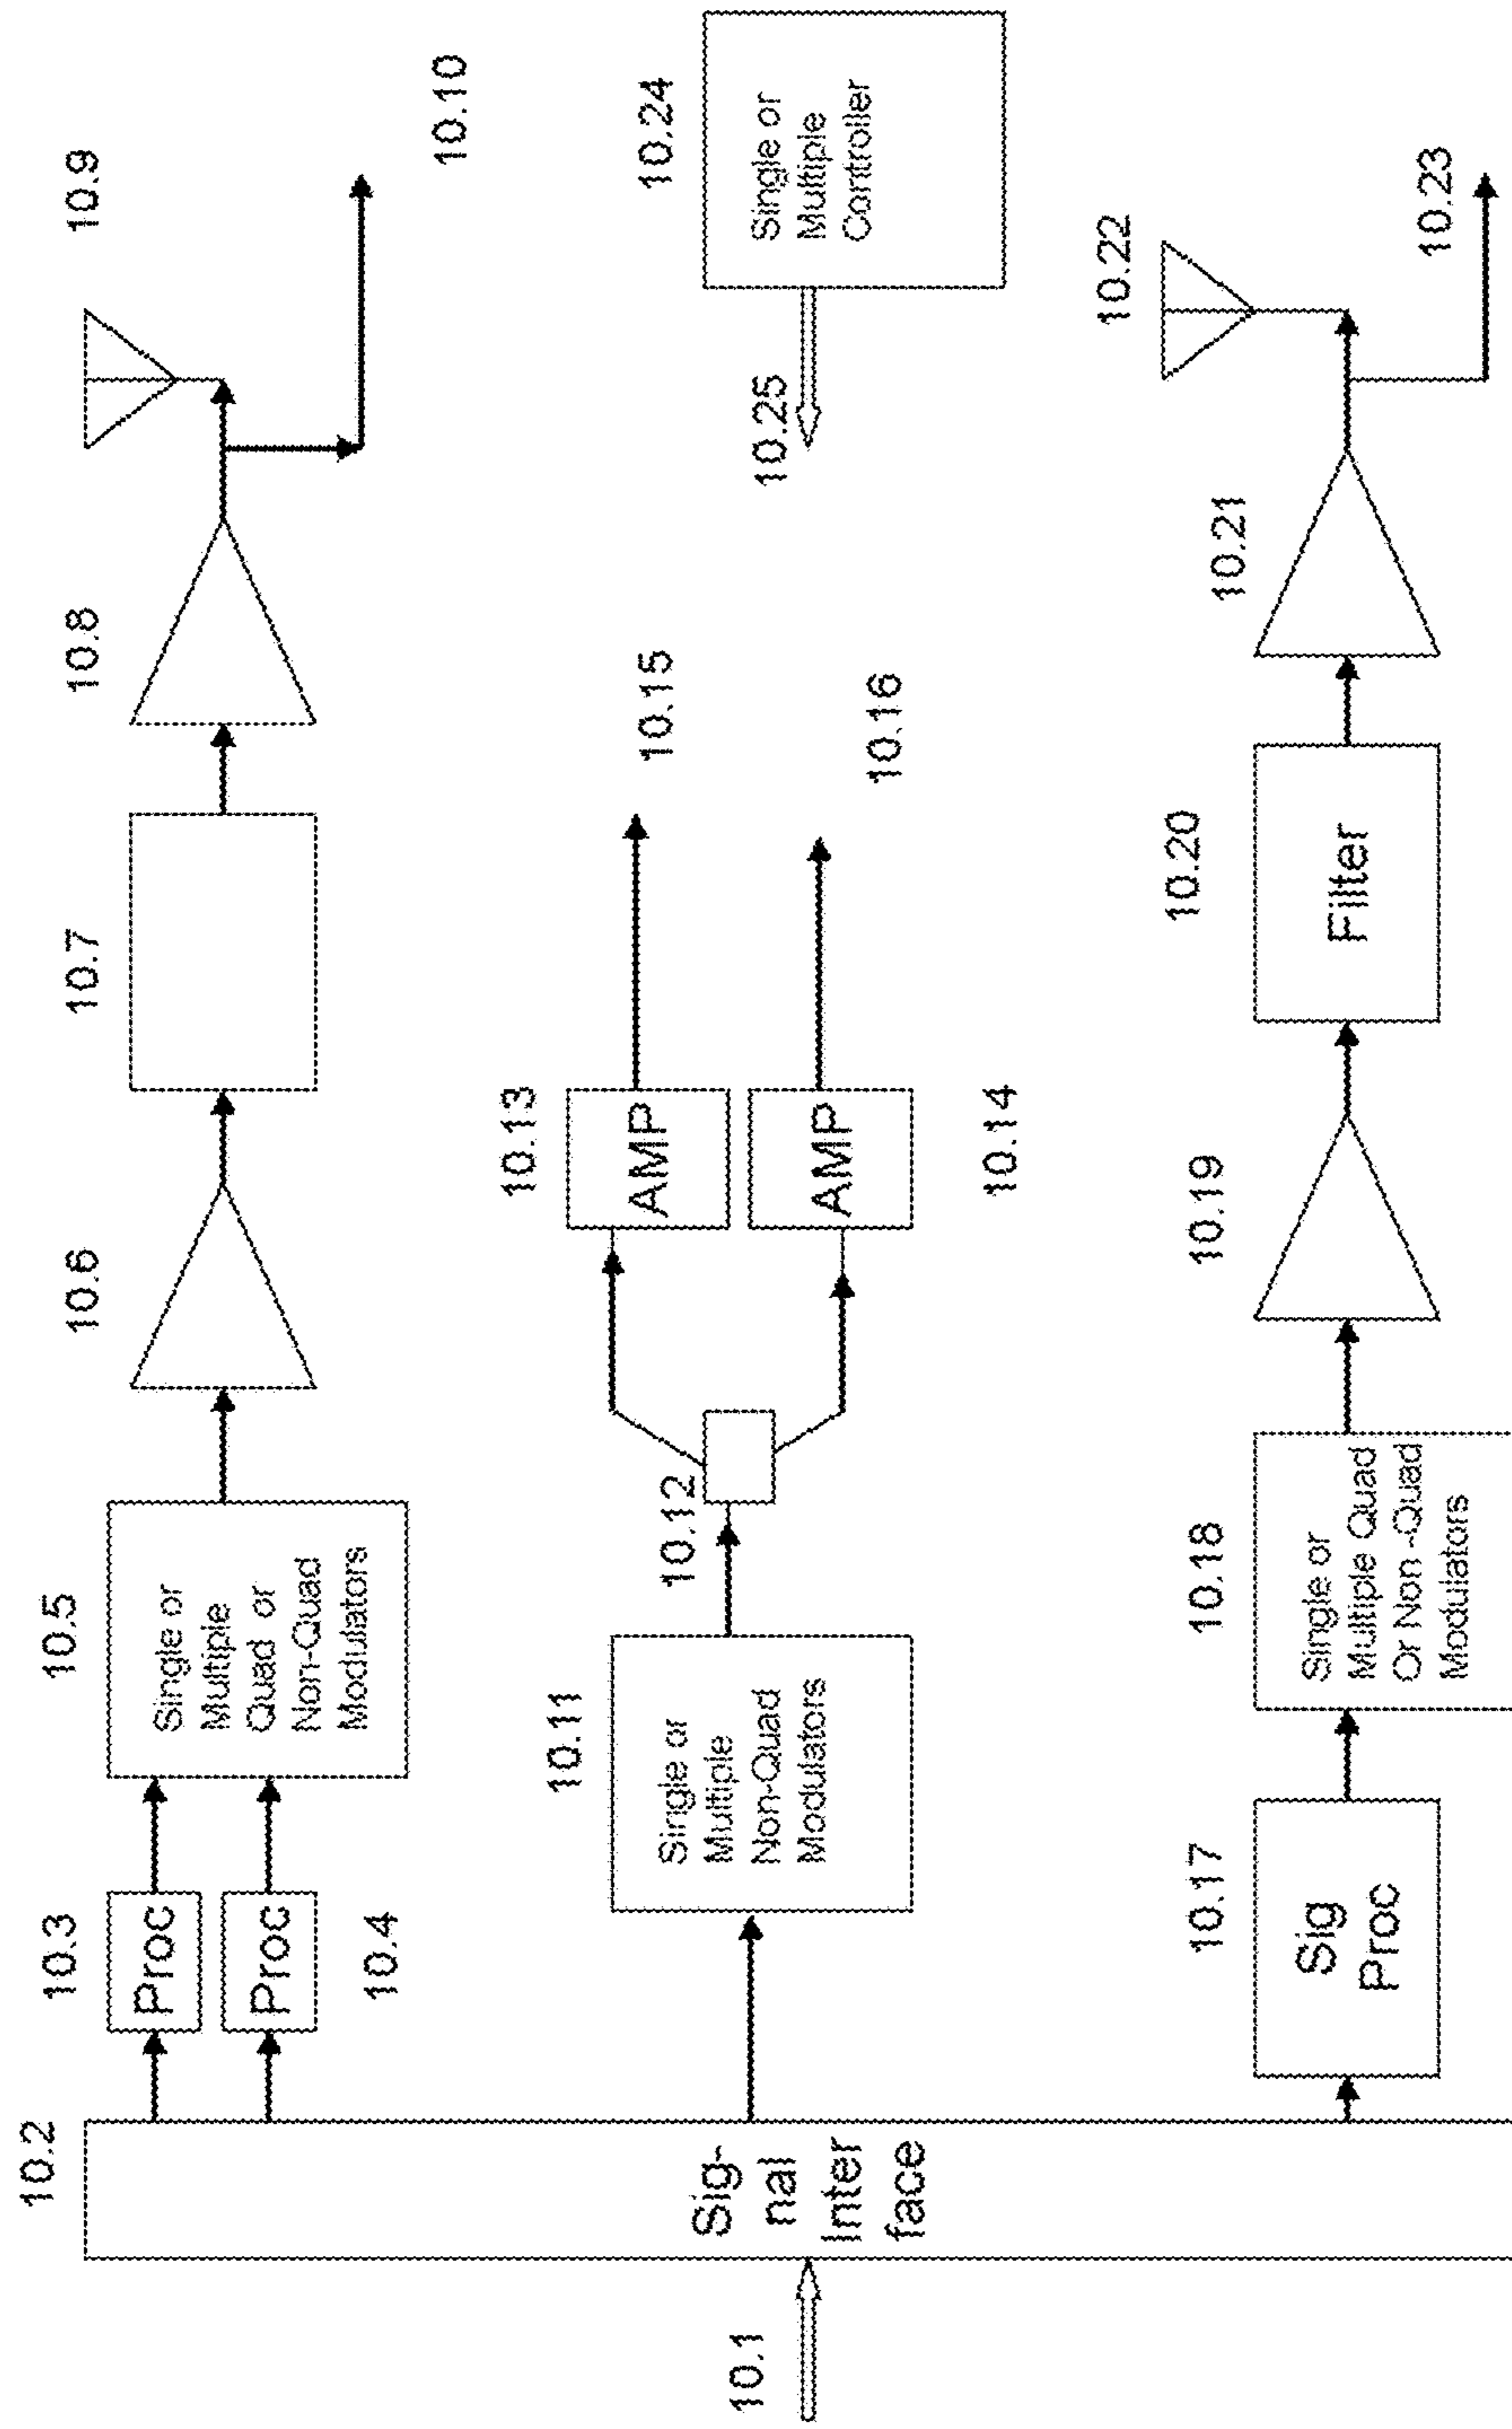 10.1
10.2
Sig-
nal
Inter
face
10.3
Proc
Proc
10.4
10.5
Single or
Multiple
Quad or
Non-Quad
Modulators
10.6
10.7
10.8
10.9
10.10
10.11
Single or
Multiple
Non-Quad
Modulators
10.12
10.13
AMP
AMP
10.14
10.15
10.16
10.24
Single or
Multiple
Controller
10.25
10.17
Sig
Proc
10.18
Single or
Multiple Quad
Or Non -Quad
Modulators
10.19
10.20
Filter
10.21
10.22
10.23